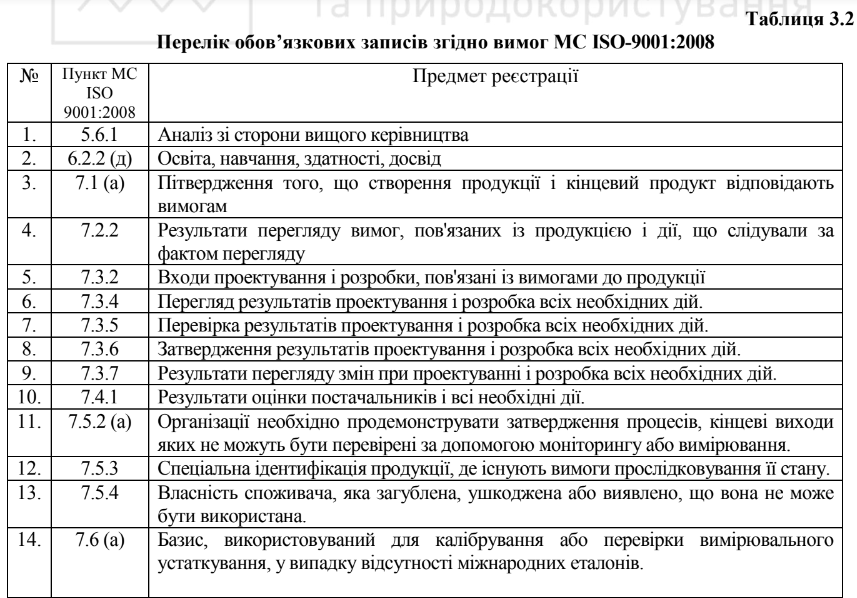 та природокористування
Таблиця 3.2
Перелік обов’язкових записів згідно вимог МС ISO-9001:2008
№ Пункт МС ISO 9001:2008 Предмет реєстрації
1. 5.6.1 Аналіз зі сторони вищого керівництва
2. 6.2.2 (д) Освіта, навчання, здатності, досвід
3. 7.1 (а) Пітвердження того, що створення продукції і кінцевий продукт відповідають
вимогам
4. 7.2.2 Результати перегляду вимог, пов'язаних із продукцією і дії, що слідували за
фактом перегляду
5. 7.3.2 Входи проектування і розробки, пов'язані із вимогами до продукції
6. 7.3.4 Перегляд результатів проектування і розробка всіх необхідних дій.
7. 7.3.5 Перевірка результатів проектування і розробка всіх необхідних дій.
8. 7.3.6 Затвердження результатів проектування і розробка всіх необхідних дій.
9. 7.3.7 Результати перегляду змін при проектуванні і розробка всіх необхідних дій.
10. 7.4.1 Результати оцінки постачальників і всі необхідні дії.
11. 7.5.2 (а) Організації необхідно продемонструвати затвердження процесів, кінцеві виходи
яких не можуть бути перевірені за допомогою моніторингу або вимірювання.
12. 7.5.3 Спеціальна ідентифікація продукції, де існують вимоги прослідковування її стану.
13. 7.5.4 Власність споживача, яка загублена, ушкоджена або виявлено, що вона не може
бути використана.
14. 7.6 (а) Базис, використовуваний для калібрування або перевірки вимірювального
устаткування, у випадку відсутності міжнародних еталонів.